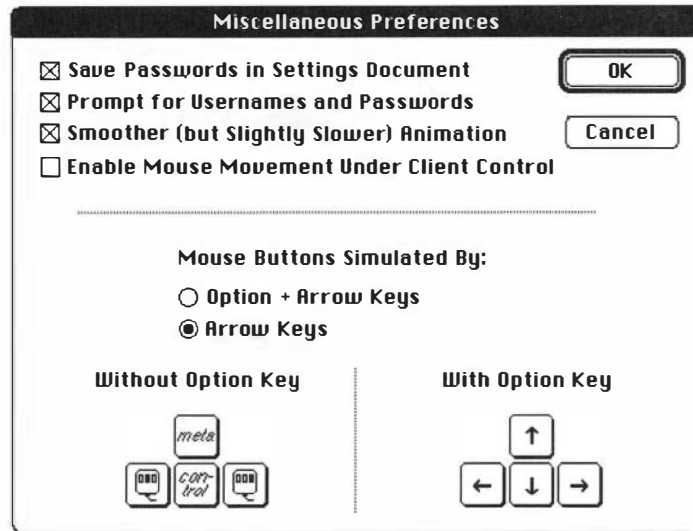 Miscellaneous Preferences
Save Passwords in Settings Document
OK
Prompt for Usernames and Passwords
Smoother (but Slightly Slower) Animation
Cancel
Enable Mouse Movement Under Client Control
Mouse Buttons Simulated By:
Option + Arrow Keys
Arrow Keys
Without Option Key
With Option Key
meta
↑
con-
trol
← ↓ →